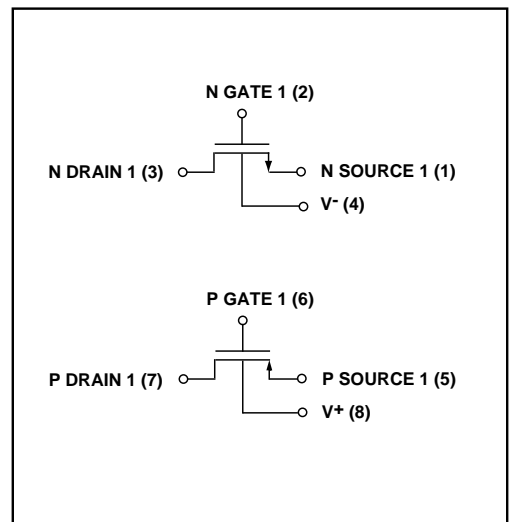 N GATE 1 (2)
N DRAIN 1 (3)
N SOURCE 1 (1)
V- (4)
P GATE 1 (6)
P DRAIN 1 (7)
P SOURCE 1 (5)
V+ (8)